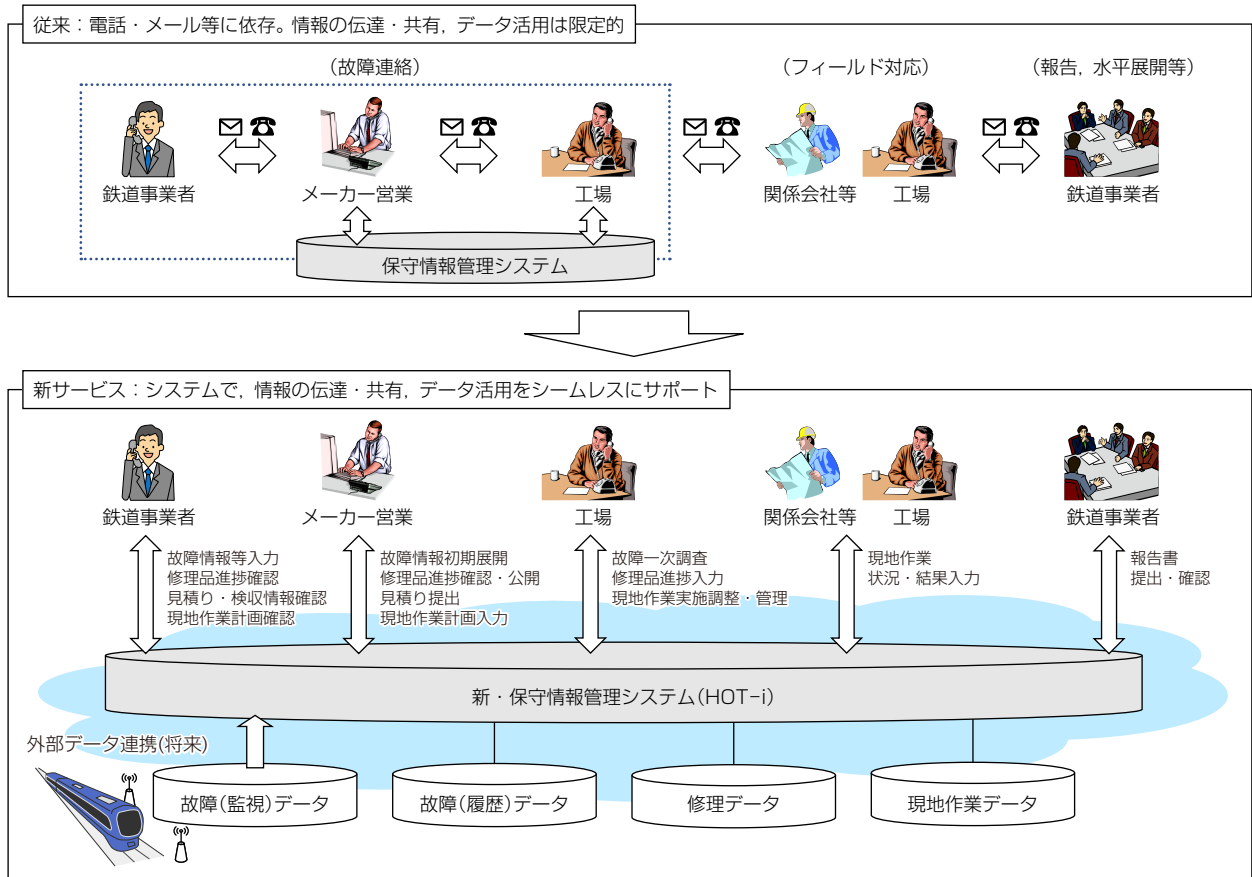 従来：電話・メール等に依存。情報の伝達・共有，データ活用は限定的
（故障連絡）
（フィールド対応）
（報告，水平展開等）
鉄道事業者
メーカー営業
工場
関係会社等
工場
鉄道事業者
保守情報管理システム
新サービス：システムで，情報の伝達・共有，データ活用をシームレスにサポート
鉄道事業者
メーカー営業
工場
関係会社等
工場
鉄道事業者
故障情報等入力
修理品進捗確認
見積り・検収情報確認
現地作業計画確認
故障情報初期展開
修理品進捗確認・公開
見積り提出
現地作業計画入力
故障一次調査
修理品進捗入力
現地作業実施調整・管理
現地作業
状況・結果入力
報告書
提出・確認
新・保守情報管理システム(HOT-i)
外部データ連携(将来)
故障(監視)データ
故障(履歴)データ
修理データ
現地作業データ